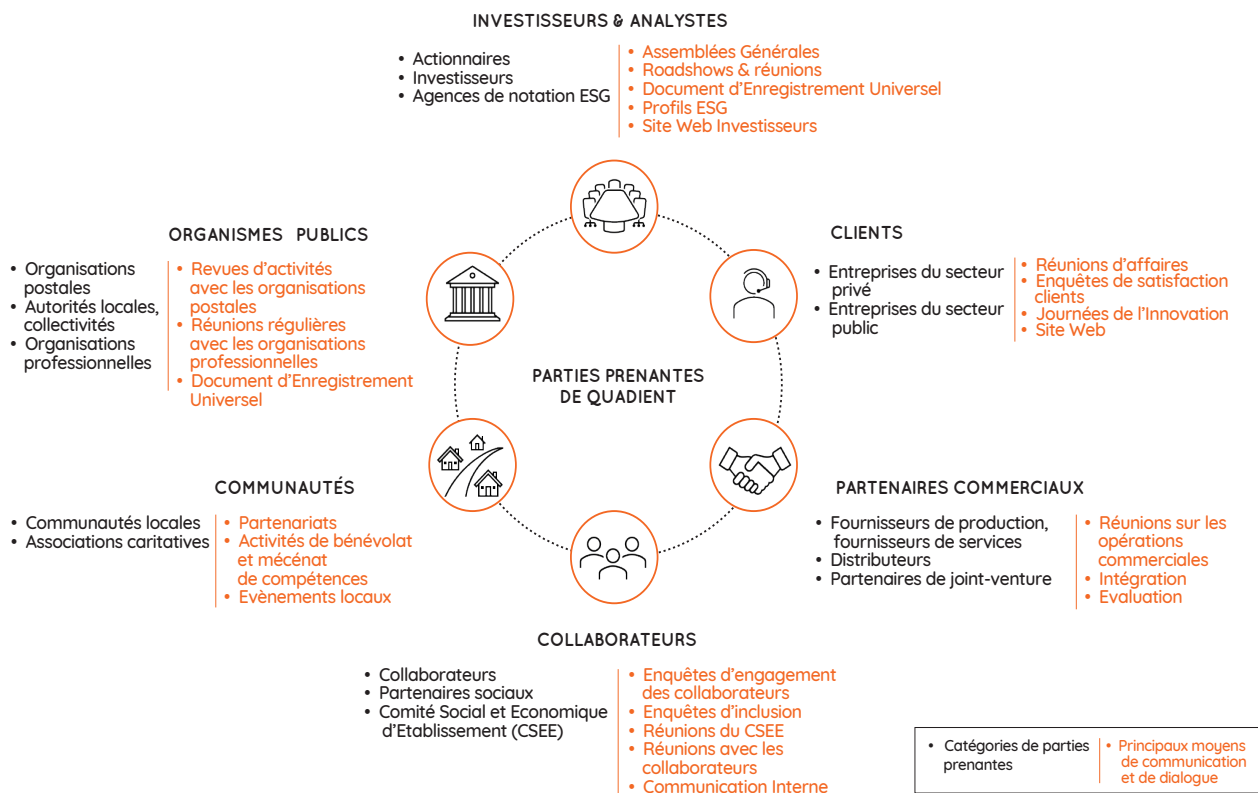 INVESTISSEURS & ANALYSTES
• Actionnaires
• Investisseurs
• Agences de notation ESG
• Assemblées Générales
• Roadshows & réunions
• Document d'Enregistrement Universel
• Profils ESG
• Site Web Investisseurs
ORGANISMES PUBLICS
• Organisations
postales
• Autorités locales,
collectivités
• Organisations
professionnelles
• Revues d'activités
avec les organisations
postales
• Réunions régulières
avec les organisations
professionnelles
• Document d'Enregistrement
Universel
CLIENTS
• Entreprises du secteur
privé
• Entreprises du secteur
public
• Réunions d'affaires
• Enquêtes de satisfaction
clients
• Journées de l'Innovation
• Site Web
PARTIES PRENANTES
DE QUADIENT
COMMUNAUTÉS
• Communautés locales
• Associations caritatives
• Partenariats
• Activités de bénévolat
et mécénat
de compétences
• Evènements locaux
PARTENAIRES COMMERCIAUX
• Fournisseurs de production,
fournisseurs de services
• Distributeurs
• Partenaires de joint-venture
• Réunions sur les
opérations
commerciales
• Intégration
• Evaluation
COLLABORATEURS
• Collaborateurs
• Partenaires sociaux
• Comité Social et Economique
d'Etablissement (CSEE)
• Enquêtes d'engagement
des collaborateurs
• Enquêtes d'inclusion
• Réunions du CSEE
• Réunions avec les
collaborateurs
• Communication Interne
• Catégories de parties
prenantes
• Principaux moyens
de communication
et de dialogue